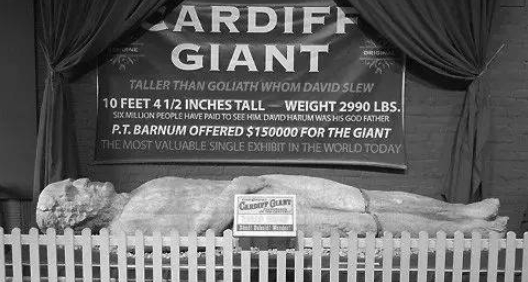 CARDIFF
GIANT
GENUINE
ORIGINAL
TALLER THAN GOLIATH WHOM DAVID SLEW
10 FEET 4 1/2 INCHES TALL — WEIGHT 2990 LBS.
SIX MILLION PEOPLE HAVE PAID TO SEE HIM. DAVID HARUM WAS HIS GOD FATHER
P.T. BARNUM OFFERED $150000 FOR THE GIANT
THE MOST VALUABLE SINGLE EXHIBIT IN THE WORLD TODAY
CARDIFF GIANT